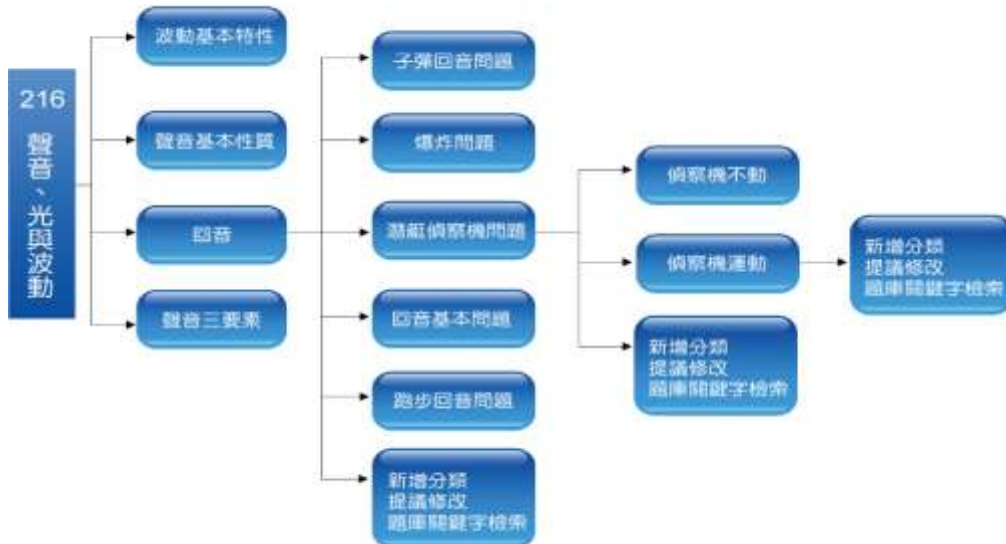 216
聲音、光與波動
波動基本特性
聲音基本性質
回音
聲音三要素
子彈回音問題
爆炸問題
潛艇偵察機問題
回音基本問題
跑步回音問題
新增分類
提議修改
題庫關鍵字檢索
偵察機不動
偵察機運動
新增分類
提議修改
題庫關鍵字檢索
新增分類
提議修改
題庫關鍵字檢索